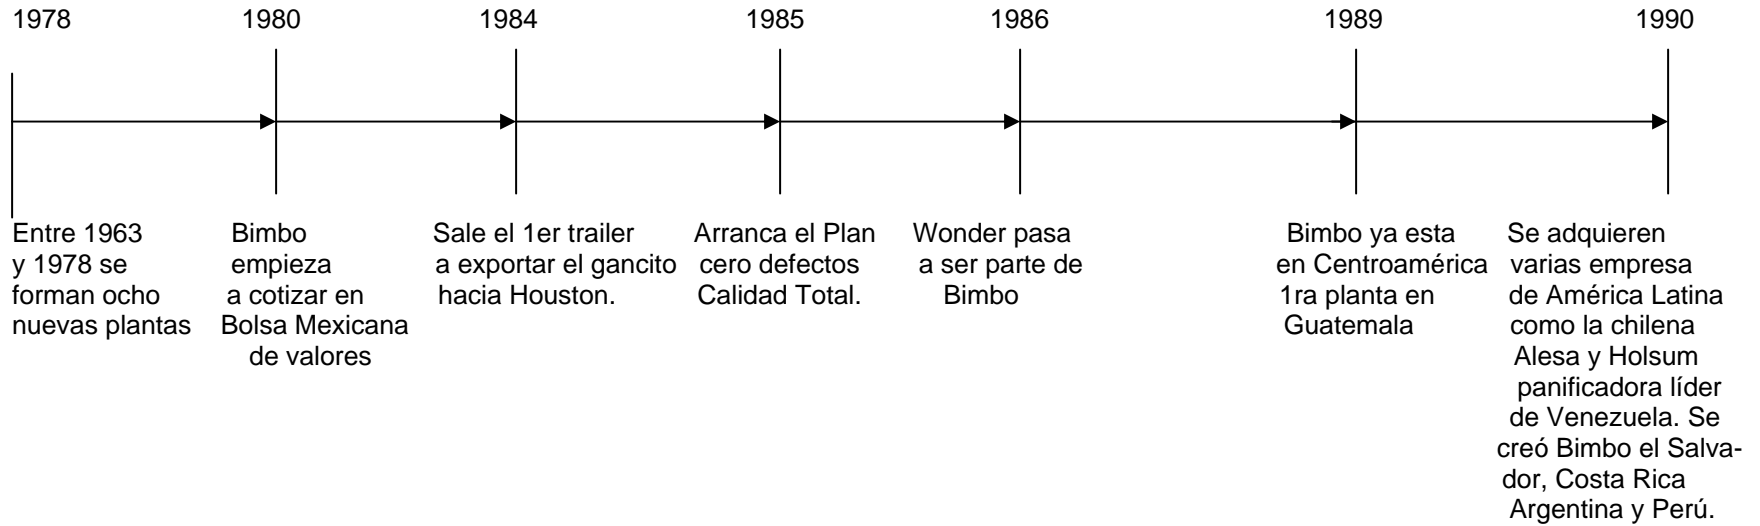 1978 1980 1984 1985 1986 1989 1990
Entre 1963
y 1978 se
forman ocho
nuevas plantas
Bimbo
empieza
a cotizar en
Bolsa Mexicana
de valores
Sale el 1er trailer
a exportar el gancito
hacia Houston.
Arranca el Plan
cero defectos
Calidad Total.
Wonder pasa
a ser parte de
Bimbo
Bimbo ya esta
en Centroamérica
1ra planta en
Guatemala
Se adquieren
varias empresa
de América Latina
como la chilena
Alesa y Holsum
panificadora líder
de Venezuela. Se
creó Bimbo el Salva-
dor, Costa Rica
Argentina y Perú.